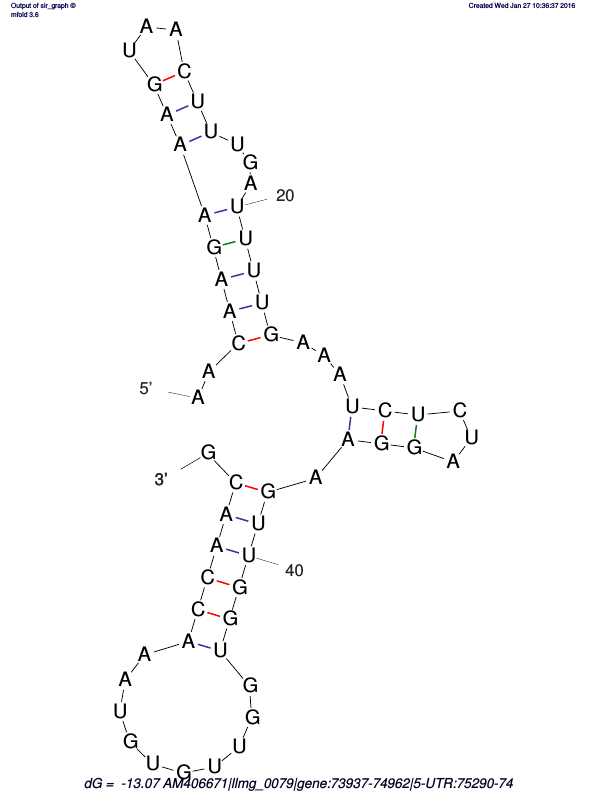 Output of sir_graph ©
mfold 3.6
Created Wed Jan 27 10:36:37 2016
A A
U
C
G
U
A
U
A
U
G
A
A
U
20
G
U
A
U
A
U
C
G
A
A
A
A
5'
A
U
C
U
C
U
A
G
G
A
A
G
3'
C
G
A
U
A
U
40
C
G
C
G
A
U
A
G
A
G
U
U
G
U
G
U
dG = -13.07 AM406671|llmg_0079|gene:73937-74962|5-UTR:75290-74